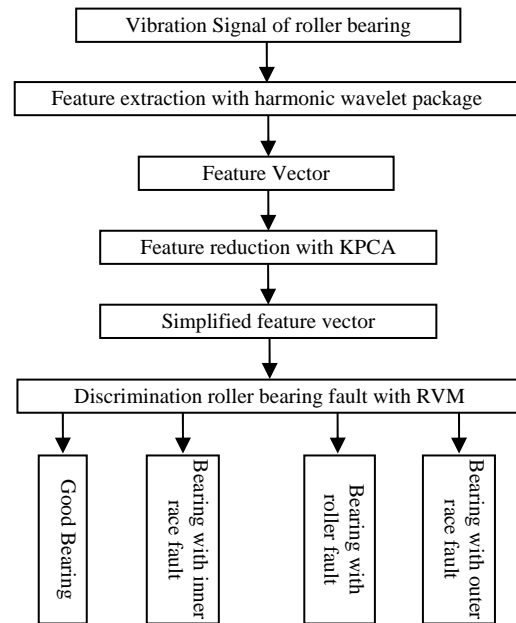 Vibration Signal of roller bearing
Feature extraction with harmonic wavelet package
Feature Vector
Feature reduction with KPCA
Simplified feature vector
Discrimination roller bearing fault with RVM
Good Bearing
Bearing with inner
race fault
Bearing with
roller fault
Bearing with outer
race fault